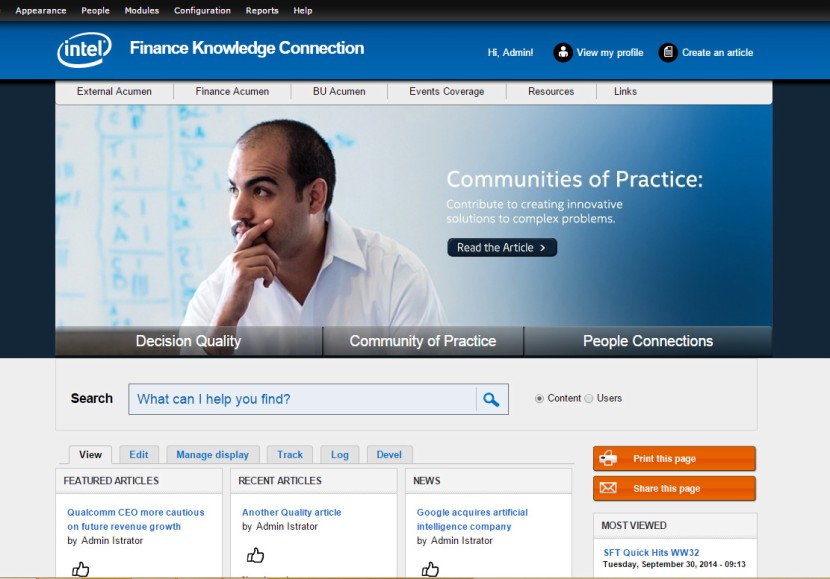 Appearance People Modules Configuration Reports Help
intel Finance Knowledge Connection
Hi, Admin! View my profile Create an article
External Acumen Finance Acumen BU Acumen Events Coverage Resources Links
Communities of Practice:
Contribute to creating innovative
solutions to complex problems.
Read the Article >
Decision Quality Community of Practice People Connections
Search What can I help you find? Content Users
View Edit Manage display Track Log Devel
FEATURED ARTICLES
Qualcomm CEO more cautious
on future revenue growth
by Admin Istrator
RECENT ARTICLES
Another Quality article
by Admin Istrator
NEWS
Google acquires artificial
intelligence company
by Admin Istrator
Print this page
Share this page
MOST VIEWED
SFT Quick Hits WW32
Tuesday, September 30, 2014 - 09:13